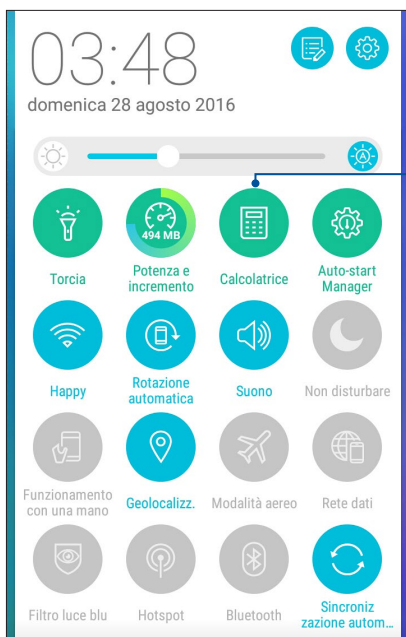 03:48
domenica 28 agosto 2016
A
494 MB
Torcia
Potenza e
incremento
Calcolatrice
Auto-start
Manager
Happy
Rotazione
automatica
Suono
Non disturbare
Funzionamento
con una mano
Geolocalizz.
Modalità aereo
Rete dati
Filtro luce blu
Hotspot
Bluetooth
Sincroniz
zazione autom...